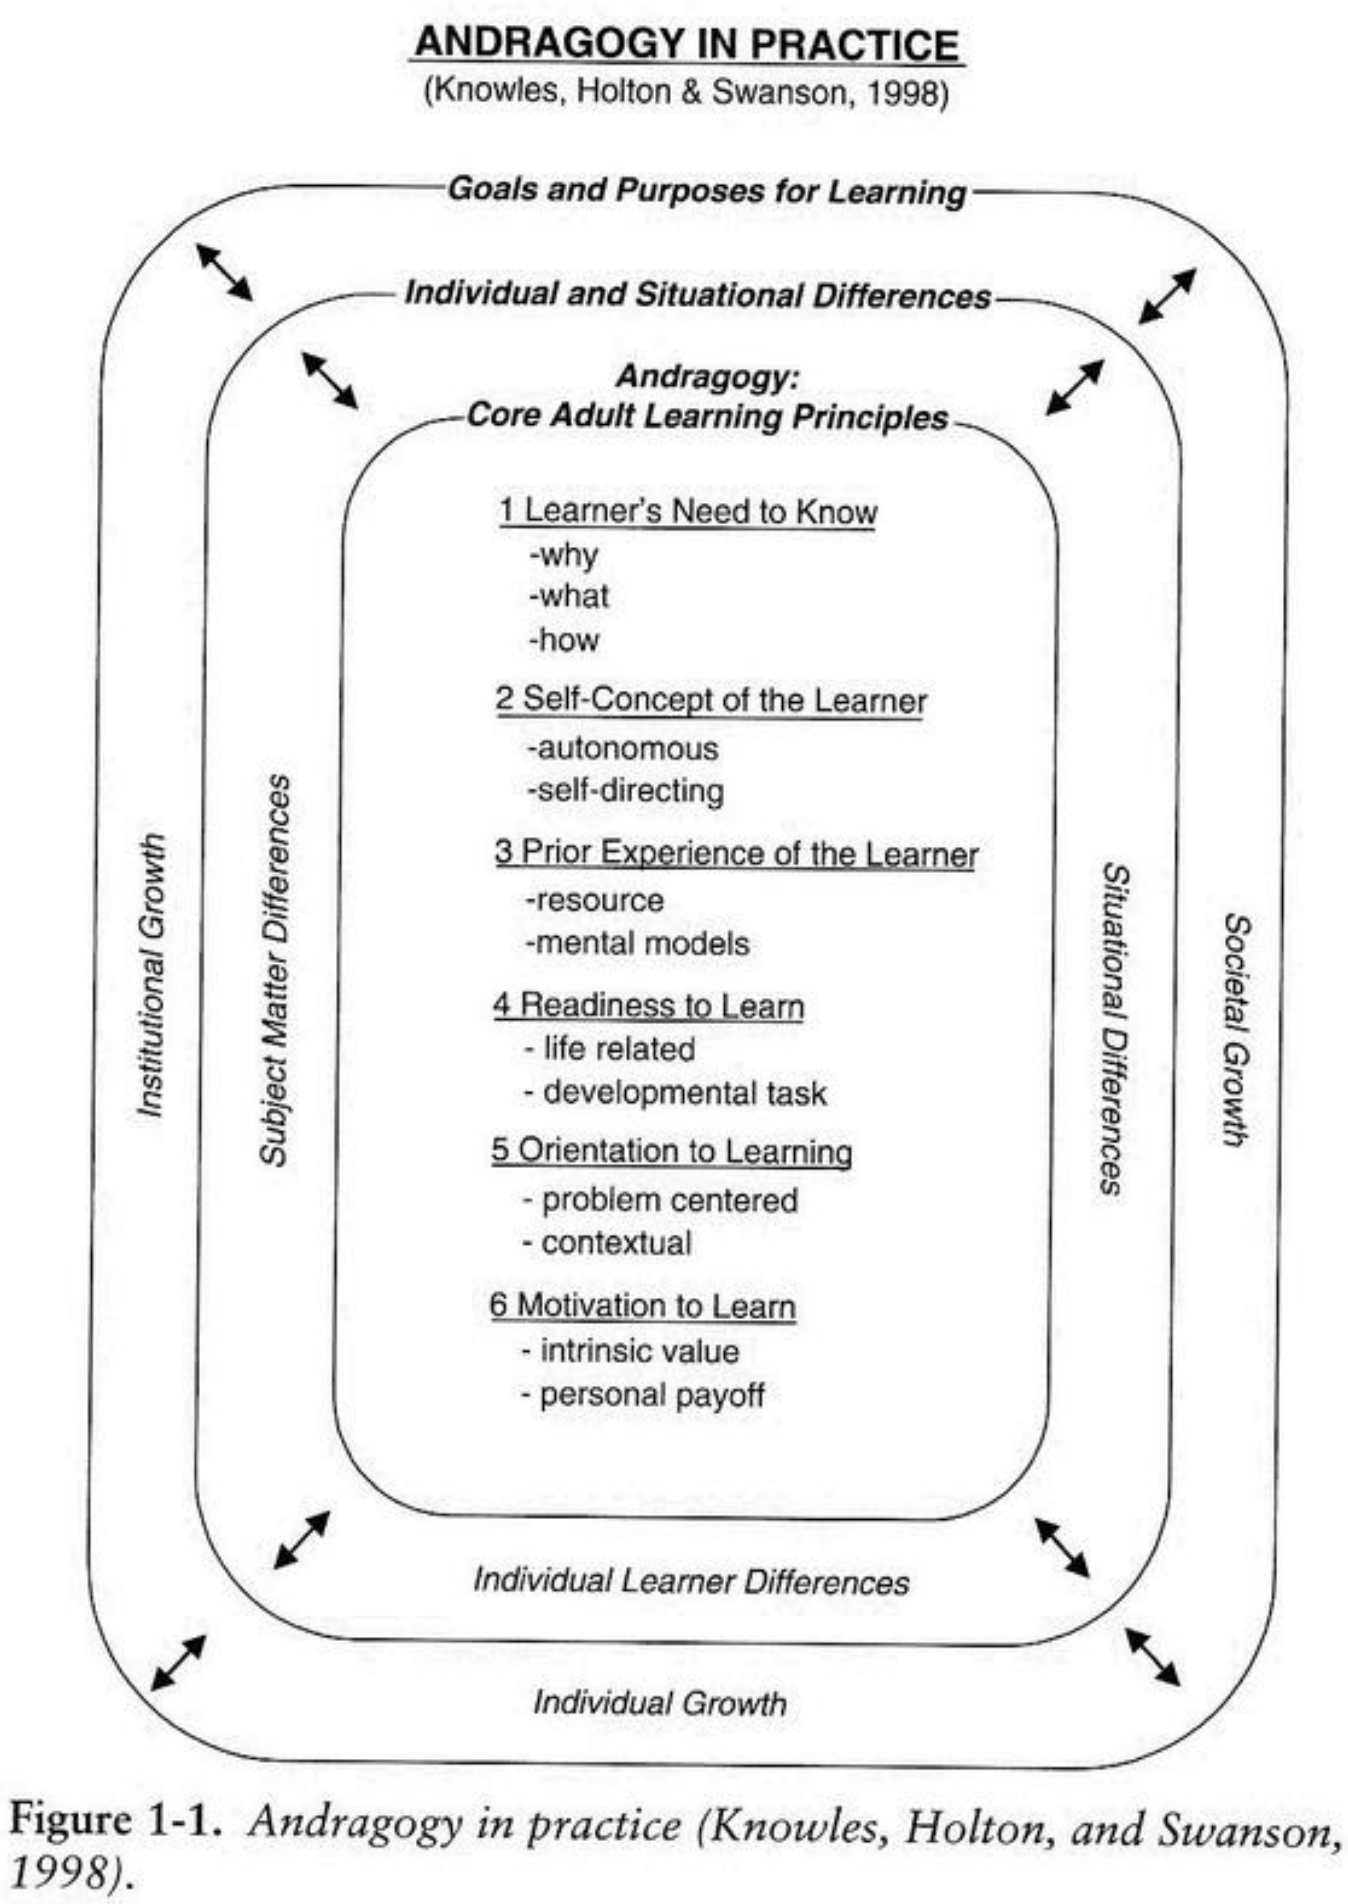 ANDRAGOGY IN PRACTICE
(Knowles, Holton & Swanson, 1998)
Goals and Purposes for Learning
Individual and Situational Differences
Andragogy:
Core Adult Learning Principles
1 Learner's Need to Know
-why
-what
-how
2 Self-Concept of the Learner
-autonomous
-self-directing
3 Prior Experience of the Learner
-resource
-mental models
4 Readiness to Learn
- life related
- developmental task
5 Orientation to Learning
- problem centered
- contextual
6 Motivation to Learn
- intrinsic value
- personal payoff
Institutional Growth
Subject Matter Differences
Situational Differences
Societal Growth
Individual Learner Differences
Individual Growth
Figure 1-1. Andragogy in practice (Knowles, Holton, and Swanson,
1998).